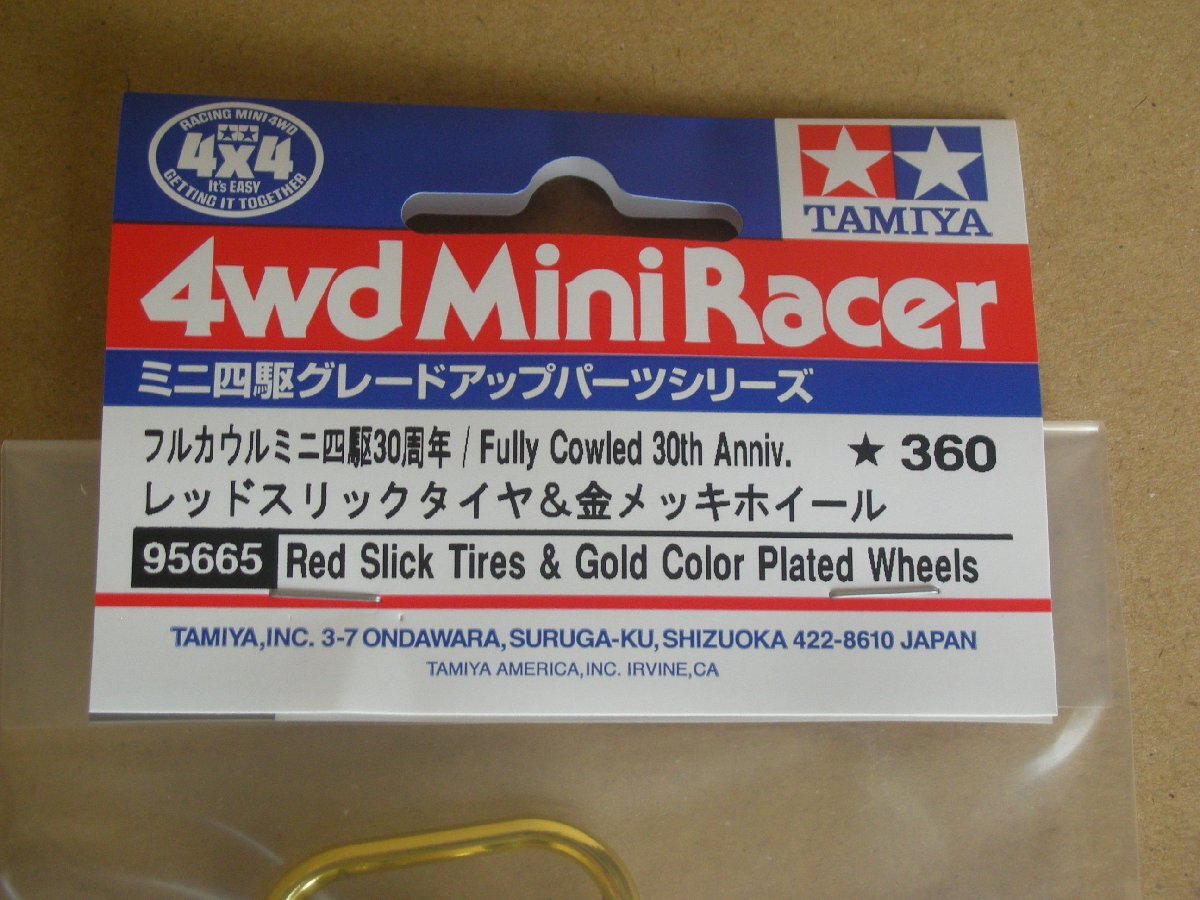 RACING MINI 4WD
4x4
It's EASY
GETTING IT TOGETHER
TAMIYA
4wd Mini Racer
ミニ四駆グレードアップパーツシリーズ
フルカウルミニ四駆30周年 / Fully Cowled 30th Anniv. ★ 360
レッドスリックタイヤ&金メッキホイール
95665 Red Slick Tires & Gold Color Plated Wheels
TAMIYA,INC. 3-7 ONDAWARA, SURUGA-KU, SHIZUOKA 422-8610 JAPAN
TAMIYA AMERICA,INC. IRVINE,CA